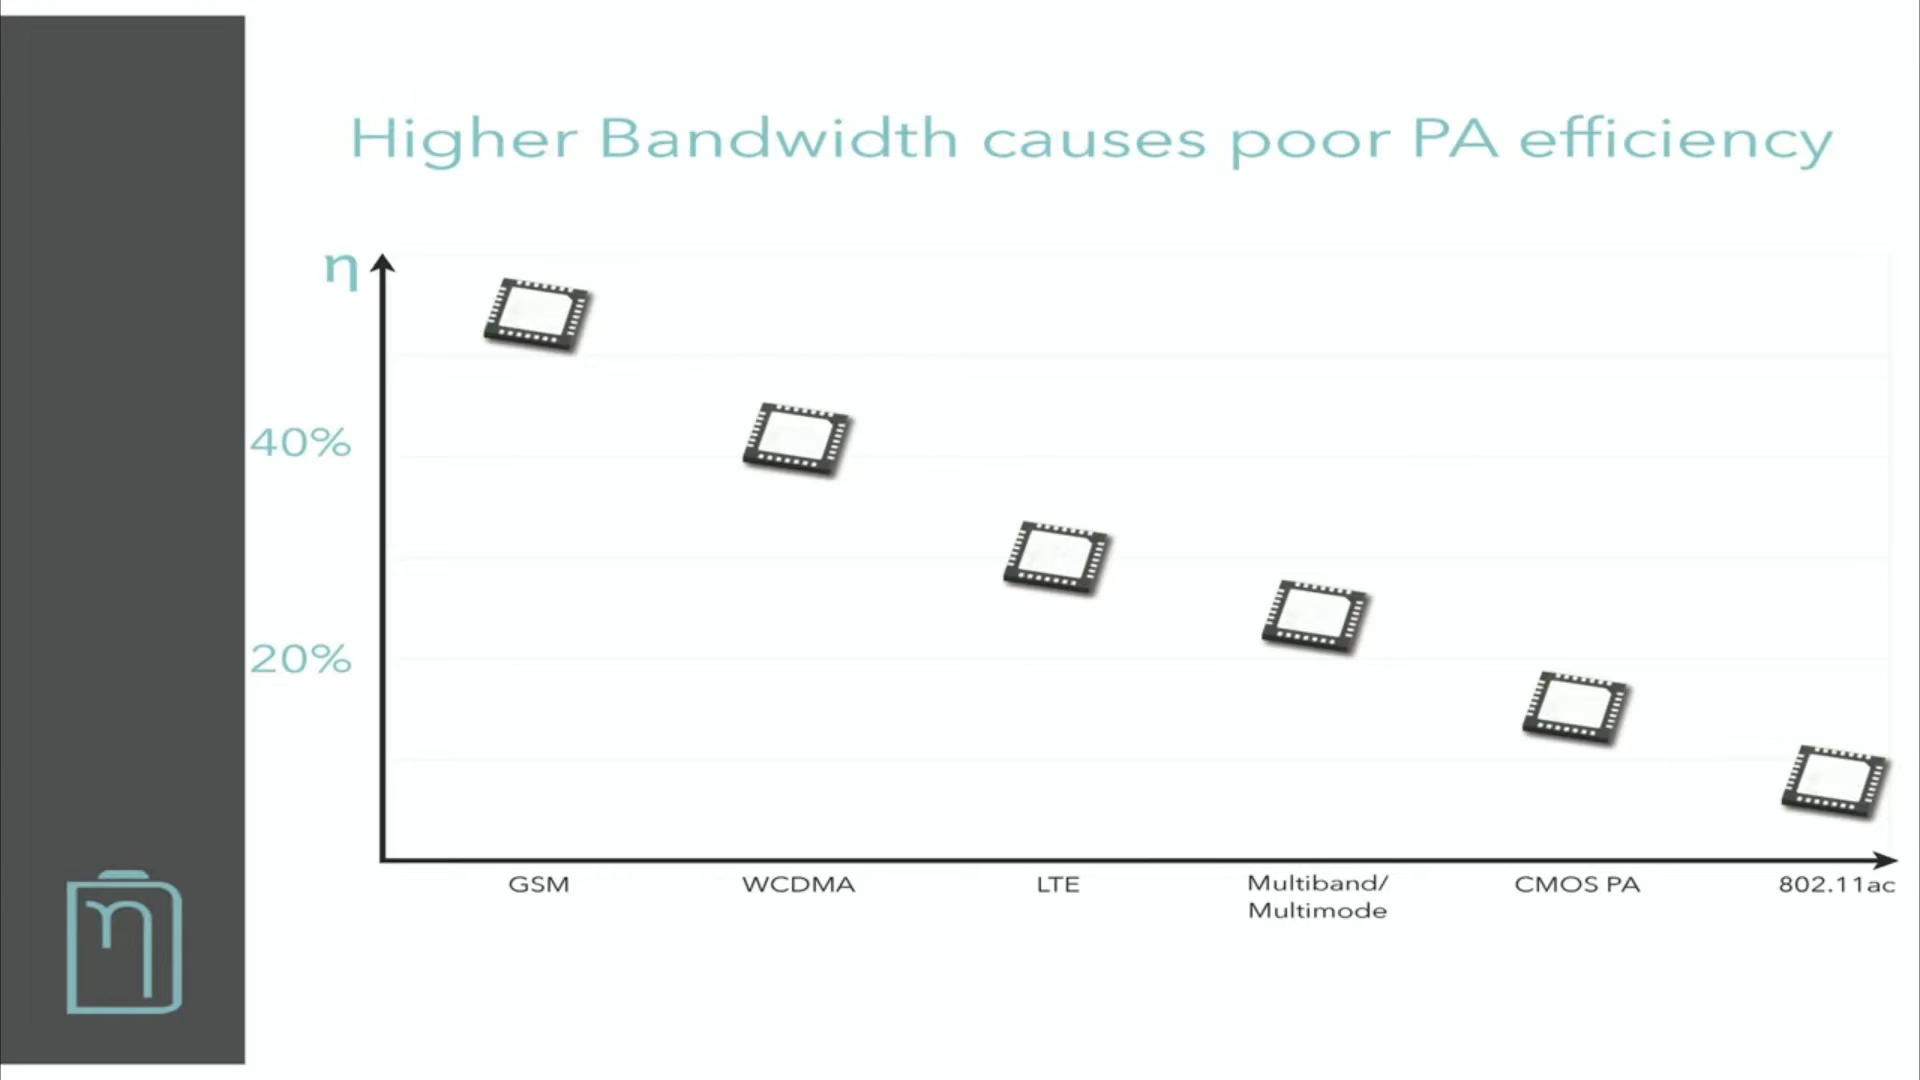 Higher Bandwidth causes poor PA efficiency
η
40%
20%
GSM
WCDMA
LTE
Multiband/
Multimode
CMOS PA
802.11ac
η